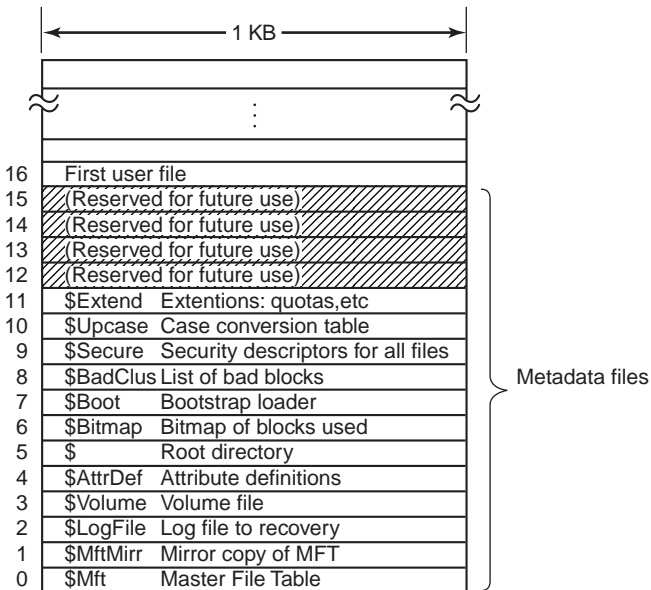 1 KB
16 First user file
15 (Reserved for future use)
14 (Reserved for future use)
13 (Reserved for future use)
12 (Reserved for future use)
11 $Extend Extentions: quotas,etc
10 $Upcase Case conversion table
9 $Secure Security descriptors for all files
8 $BadClus List of bad blocks
7 $Boot Bootstrap loader
6 $Bitmap Bitmap of blocks used
5 $ Root directory
4 $AttrDef Attribute definitions
3 $Volume Volume file
2 $LogFile Log file to recovery
1 $MftMirr Mirror copy of MFT
0 $Mft Master File Table
Metadata files